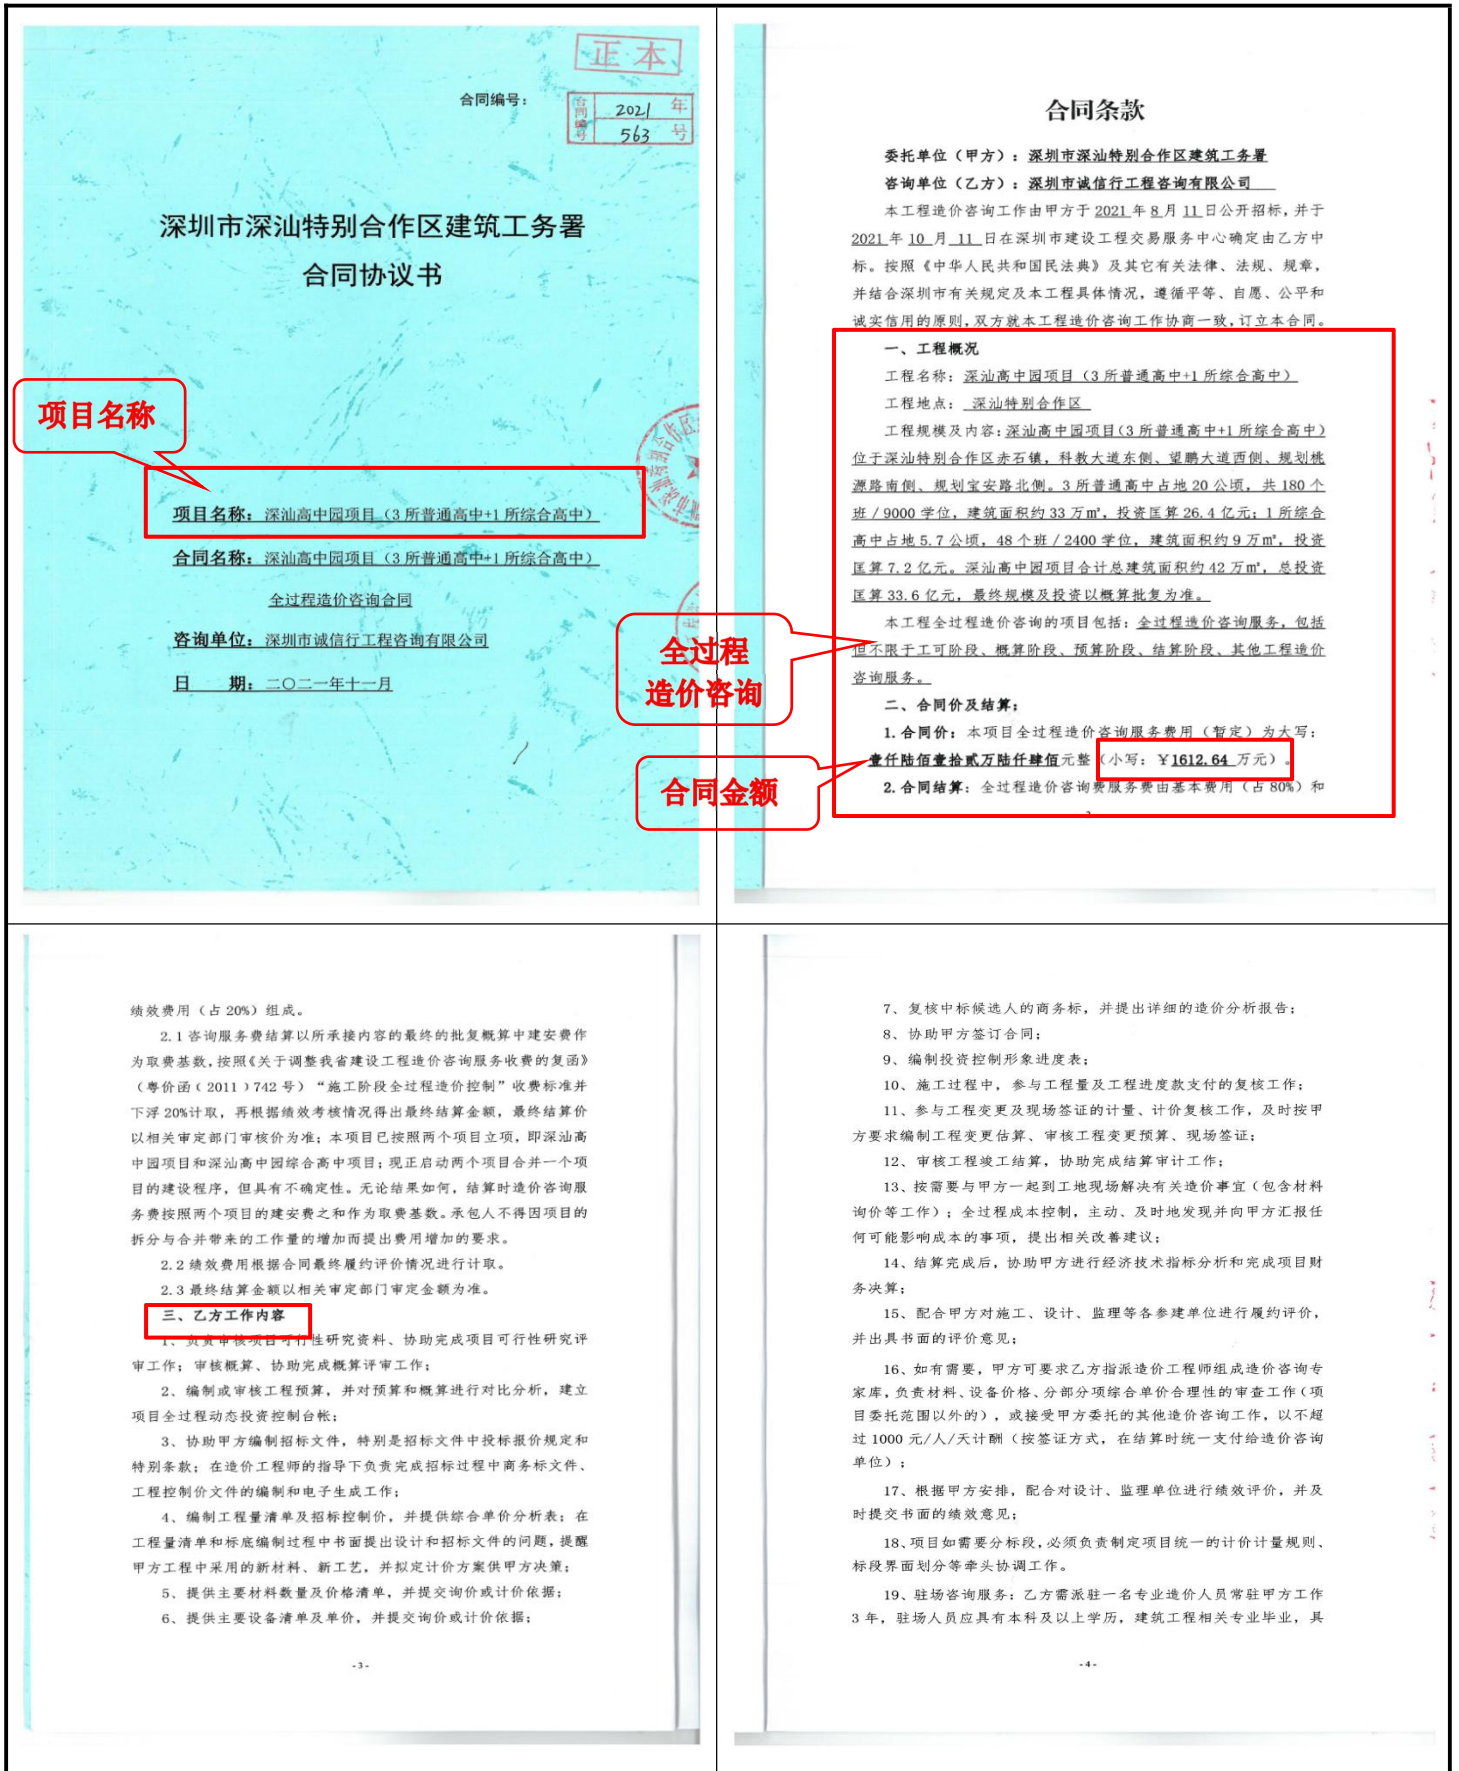 正本
合同编号：
合同编号 2021 年
563 号
深圳市深汕特别合作区建筑工务署
合同协议书
项目名称
项目名称：深汕高中园项目（3 所普通高中+1 所综合高中）
合同名称：深汕高中园项目（3 所普通高中+1 所综合高中）
全过程造价咨询合同
咨询单位：深圳市诚信行工程咨询有限公司
日 期：二〇二一年十一月
合同条款
委托单位（甲方）：深圳市深汕特别合作区建筑工务署
咨询单位（乙方）：深圳市诚信行工程咨询有限公司
本工程造价咨询工作由甲方于 2021 年 8 月 11 日公开招标，并于
2021 年 10 月 11 日在深圳市建设工程交易服务中心确定由乙方中
标。按照《中华人民共和国民法典》及其它有关法律、法规、规章，
并结合深圳市有关规定及本工程具体情况，遵循平等、自愿、公平和
诚实信用的原则，双方就本工程造价咨询工作协商一致，订立本合同。
一、工程概况
工程名称：深汕高中园项目（3 所普通高中+1 所综合高中）
工程地点：深汕特别合作区
工程规模及内容：深汕高中园项目（3 所普通高中+1 所综合高中）
位于深汕特别合作区赤石镇，科教大道东侧、望鹏大道西侧、规划桃
源路南侧、规划宝安路北侧。3 所普通高中占地 20 公顷，共 180 个
班／9000 学位，建筑面积约 33 万㎡，投资匡算 26.4 亿元；1 所综合
高中占地 5.7 公顷，48 个班／2400 学位，建筑面积约 9 万㎡，投资
匡算 7.2 亿元。深汕高中园项目合计总建筑面积约 42 万㎡，总投资
匡算 33.6 亿元，最终规模及投资以概算批复为准。
本工程全过程造价咨询的项目包括：全过程造价咨询服务，包括
但不限于工可阶段、概算阶段、预算阶段、结算阶段、其他工程造价
咨询服务。
全过程
造价咨询
二、合同价及结算：
1.合同价：本项目全过程造价咨询服务费用（暂定）为大写：
壹仟陆佰壹拾贰万陆仟肆佰元整（小写：￥1612.64 万元）。
合同金额
2.合同结算：全过程造价咨询费服务费由基本费用（占 80%）和
绩效费用（占 20%）组成。
2.1 咨询服务费结算以所承接内容的最终的批复概算中建安费作
为取费基数，按照《关于调整我省建设工程造价咨询服务收费的复函》
（粤价函（2011）742 号）“施工阶段全过程造价控制”收费标准并
下浮 20%计取，再根据绩效考核情况得出最终结算金额，最终结算价
以相关审定部门审核价为准；本项目已按照两个项目立项，即深汕高
中园项目和深汕高中园综合高中项目；现正启动两个项目合并一个项
目的建设程序，但具有不确定性。无论结果如何，结算时造价咨询服
务费按照两个项目的建安费之和作为取费基数。承包人不得因项目的
拆分与合并带来的工作量的增加而提出费用增加的要求。
2.2 绩效费用根据合同最终履约评价情况进行计取。
2.3 最终结算金额以相关审定部门审定金额为准。
三、乙方工作内容
1、负责审核项目可行性研究资料、协助完成项目可行性研究评
审工作；审核概算、协助完成概算评审工作；
2、编制或审核工程预算，并对预算和概算进行对比分析，建立
项目全过程动态投资控制台帐；
3、协助甲方编制招标文件，特别是招标文件中投标报价规定和
特别条款；在造价工程师的指导下负责完成招标过程中商务标文件、
工程控制价文件的编制和电子生成工作；
4、编制工程量清单及招标控制价，并提供综合单价分析表；在
工程量清单和标底编制过程中书面提出设计和招标文件的问题，提醒
甲方工程中采用的新材料、新工艺，并拟定计价方案供甲方决策；
5、提供主要材料数量及价格清单，并提交询价或计价依据；
6、提供主要设备清单及单价，并提交询价或计价依据；
-3-
7、复核中标候选人的商务标，并提出详细的造价分析报告；
8、协助甲方签订合同；
9、编制投资控制形象进度表；
10、施工过程中，参与工程量及工程进度款支付的复核工作；
11、参与工程变更及现场签证的计量、计价复核工作，及时按甲
方要求编制工程变更估算、审核工程变更预算、现场签证；
12、审核工程竣工结算，协助完成结算审计工作；
13、按需要与甲方一起到工地现场解决有关造价事宜（包含材料
询价等工作）；全过程成本控制，主动、及时地发现并向甲方汇报任
何可能影响成本的事项，提出相关改善建议；
14、结算完成后，协助甲方进行经济技术指标分析和完成项目财
务决算；
15、配合甲方对施工、设计、监理等各参建单位进行履约评价，
并出具书面的评价意见；
16、如有需要，甲方可要求乙方指派造价工程师组成造价咨询专
家库，负责材料、设备价格、分部分项综合单价合理性的审查工作（项
目委托范围以外的），或接受甲方委托的其他造价咨询工作，以不超
过 1000 元/人/天计酬（按签证方式，在结算时统一支付给造价咨询
单位）；
17、根据甲方安排，配合对设计、监理单位进行绩效评价，并及
时提交书面的绩效意见；
18、项目如需要分标段，必须负责制定项目统一的计价计量规则、
标段界面划分等牵头协调工作。
19、驻场咨询服务：乙方需派驻一名专业造价人员常驻甲方工作
3 年，驻场人员应具有本科及以上学历，建筑工程相关专业毕业，具
-4-